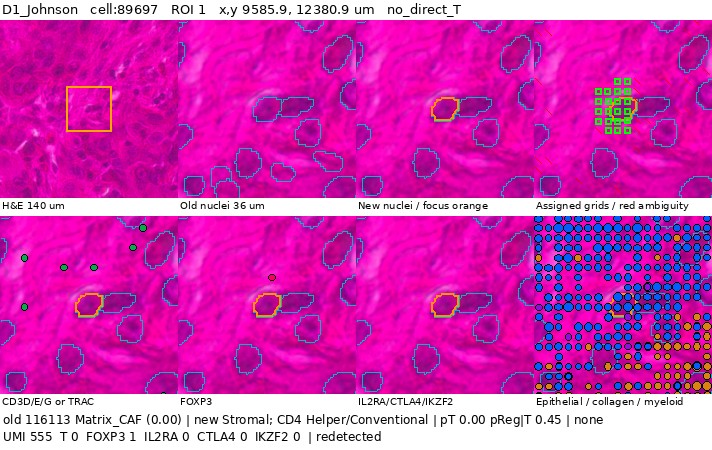 D1_Johnson cell:89697 ROI 1 x,y 9585.9, 12380.9 um no_direct_T
H&E 140 um
Old nuclei 36 um
New nuclei / focus orange
Assigned grids / red ambiguity
CD3D/E/G or TRAC
FOXP3
IL2RA/CTLA4/IKZF2
Epithelial / collagen / myeloid
old 116113 Matrix_CAF (0.00) | new Stromal; CD4 Helper/Conventional | pT 0.00 pReg|T 0.45 | none
UMI 555 T 0 FOXP3 1 IL2RA 0 CTLA4 0 IKZF2 0 | redetected